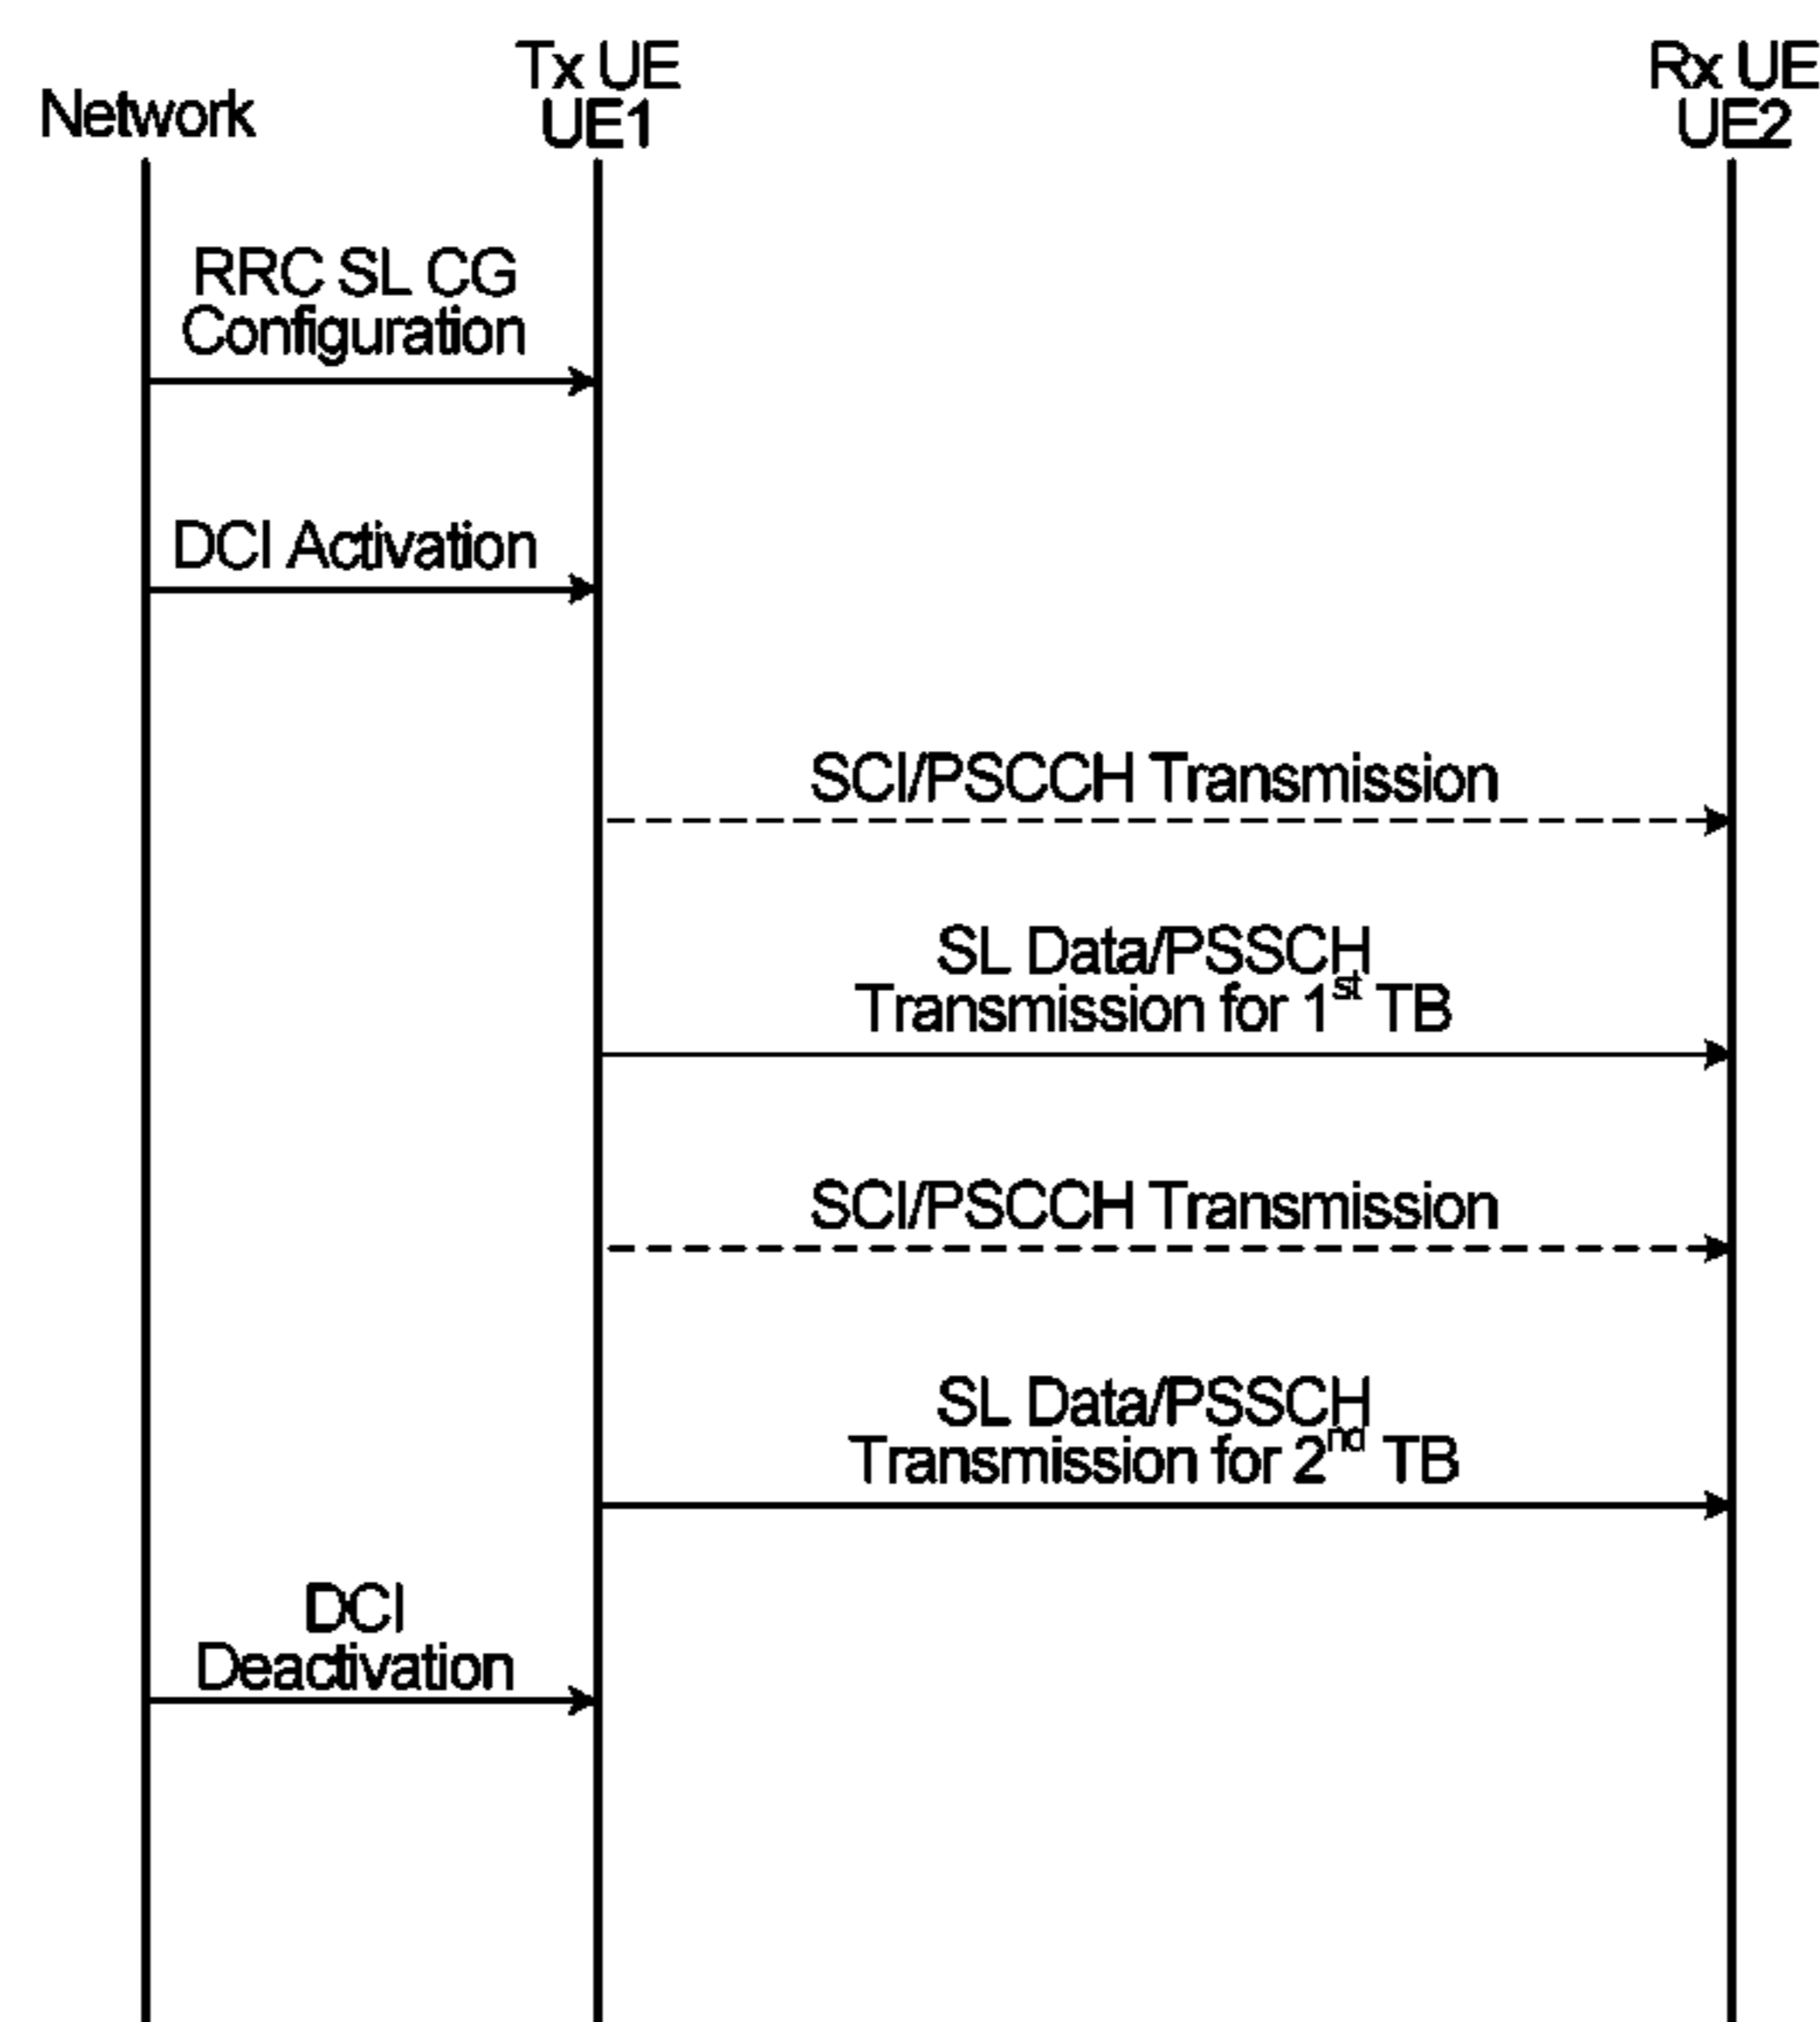 Network
Tx UE
UE1
Rx UE
UE2
RRC SL CG
Configuration
DCI Activation
SCI/PSCCH Transmission
SL Data/PSSCH
Transmission for 1st TB
SCI/PSCCH Transmission
SL Data/PSSCH
Transmission for 2nd TB
DCI
Deactivation